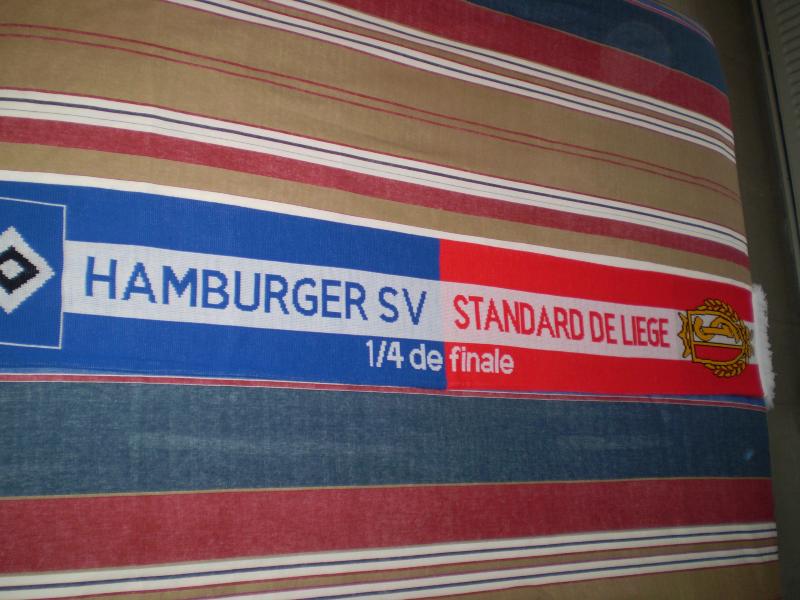 HAMBURGER SV STANDARD DE LIEGE
1/4 de finale